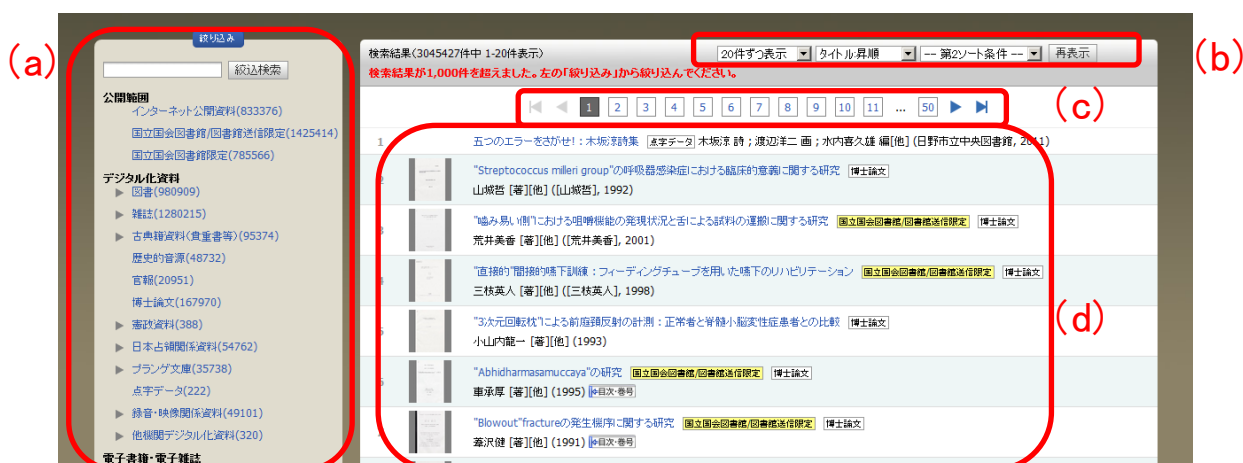 (a)
絞り込み
絞込検索
公開範囲
インターネット公開資料(833376)
国立国会図書館/図書館送信限定(1425414)
国立国会図書館限定(785566)
デジタル化資料
▶ 図書(980909)
▶ 雑誌(1280215)
▶ 古典籍資料(貴重書等)(95374)
歴史的音源(48732)
官報(20951)
博士論文(167970)
▶ 憲政資料(388)
▶ 日本占領関係資料(54762)
▶ プランゲ文庫(35738)
点字データ(222)
▶ 録音・映像関係資料(49101)
▶ 他機関デジタル化資料(320)
電子書籍・電子雑誌
検索結果(3045427件中 1-20件表示)
20件ずつ表示 タイトル:昇順 -- 第2ソート条件 -- 再表示
(b)
検索結果が1,000件を超えました。左の「絞り込み」から絞り込んでください。
1 2 3 4 5 6 7 8 9 10 11 ... 50
(c)
1 五つのエラーをさがせ!:木坂涼詩集 点字データ 木坂涼 詩 ; 渡辺洋二 画 ; 水内喜久雄 編[他] (日野市立中央図書館, 2011)
2 "Streptococcus milleri group"の呼吸器感染症における臨床的意義に関する研究 博士論文
山城哲 [著][他] ([山城哲], 1992)
3 "噛み易い側"における咀嚼機能の発現状況と舌による試料の運搬に関する研究 国立国会図書館/図書館送信限定 博士論文
荒井美香 [著][他] ([荒井美香], 2001)
4 "直接的"間接的嚥下訓練:フィーディングチューブを用いた嚥下のリハビリテーション 国立国会図書館/図書館送信限定 博士論文
三枝英人 [著][他] ([三枝英人], 1998)
(d)
5 "3次元回転枕"による前庭頚反射の計測:正常者と脊髄小脳変性症患者との比較 博士論文
小山内龍一 [著][他] (1993)
6 "Abhidharmasamuccaya"の研究 国立国会図書館/図書館送信限定 博士論文
車承厚 [著][他] (1995) 目次・巻号
"Blowout"fractureの発生機序に関する研究 国立国会図書館/図書館送信限定 博士論文
葦沢健 [著][他] (1991) 目次・巻号